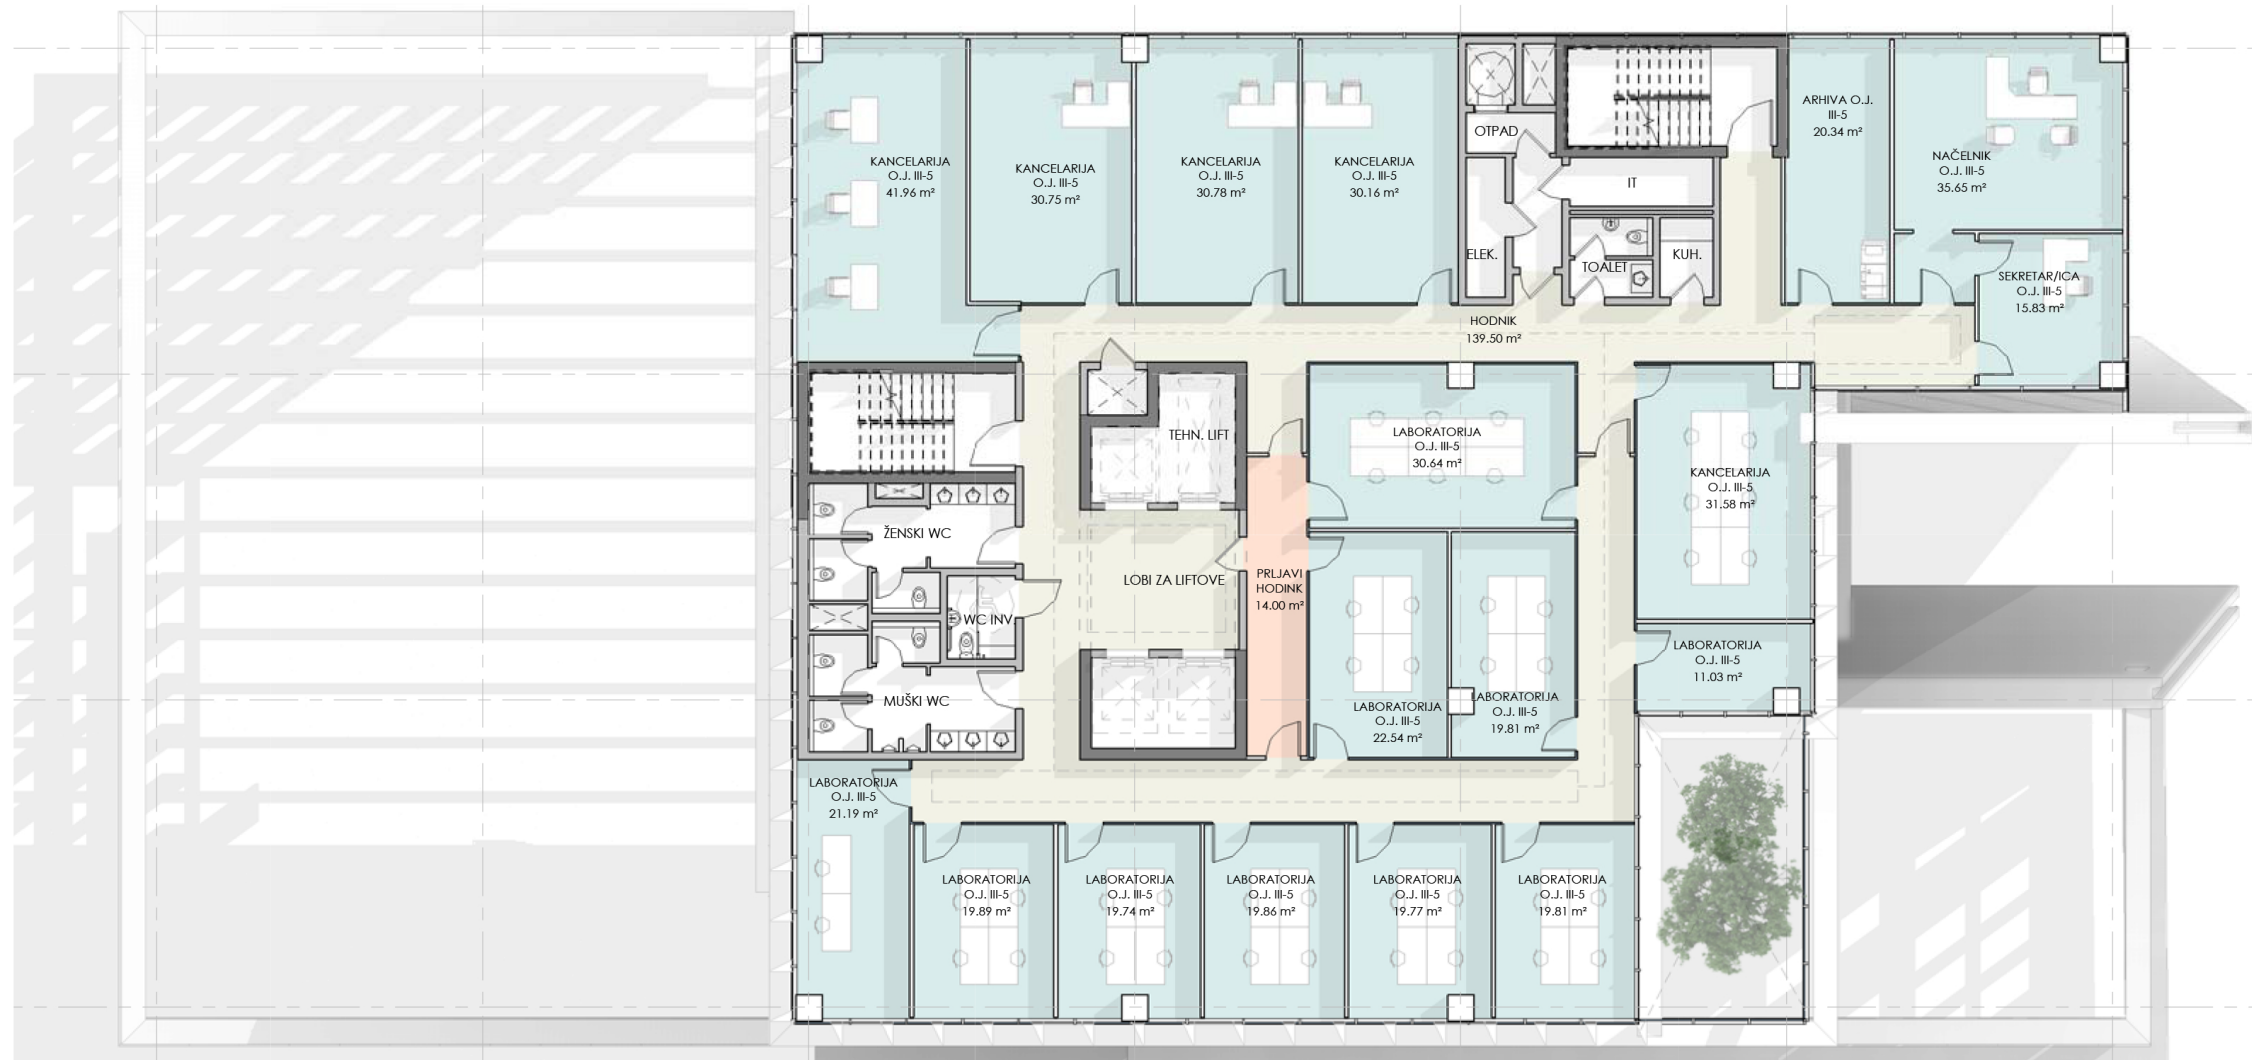 KANCELARIJA
O.J. III-5
41.96 m²
KANCELARIJA
O.J. III-5
30.75 m²
KANCELARIJA
O.J. III-5
30.78 m²
KANCELARIJA
O.J. III-5
30.16 m²
OTPAD
IT
ELEK.
TOALET
KUH.
ARHIVA O.J.
III-5
20.34 m²
NAČELNIK
O.J. III-5
35.65 m²
SEKRETAR/ICA
O.J. III-5
15.83 m²
HODNIK
139.50 m²
TEHN. LIFT
LABORATORIJA
O.J. III-5
30.64 m²
KANCELARIJA
O.J. III-5
31.58 m²
ŽENSKI WC
LOBI ZA LIFTOVE
PRLJAVI
HODINK
14.00 m²
WC INV.
MUŠKI WC
LABORATORIJA
O.J. III-5
22.54 m²
LABORATORIJA
O.J. III-5
19.81 m²
LABORATORIJA
O.J. III-5
11.03 m²
LABORATORIJA
O.J. III-5
21.19 m²
LABORATORIJA
O.J. III-5
19.89 m²
LABORATORIJA
O.J. III-5
19.74 m²
LABORATORIJA
O.J. III-5
19.86 m²
LABORATORIJA
O.J. III-5
19.77 m²
LABORATORIJA
O.J. III-5
19.81 m²